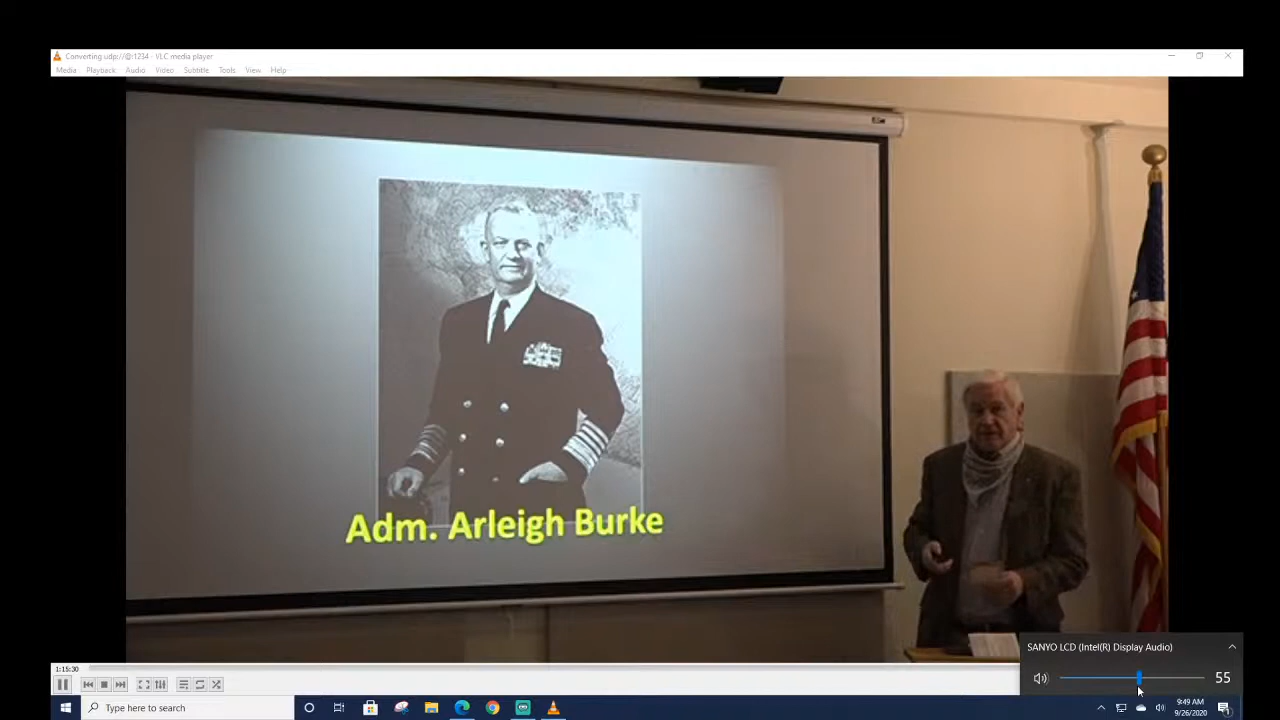 Converting udp://@:1234 - VLC media player
Media Playback Audio Video Subtitle Tools View Help
Adm. Arleigh Burke
SANYO LCD (Intel(R) Display Audio)
55
1:15:30
Type here to search
9:49 AM
9/26/2020